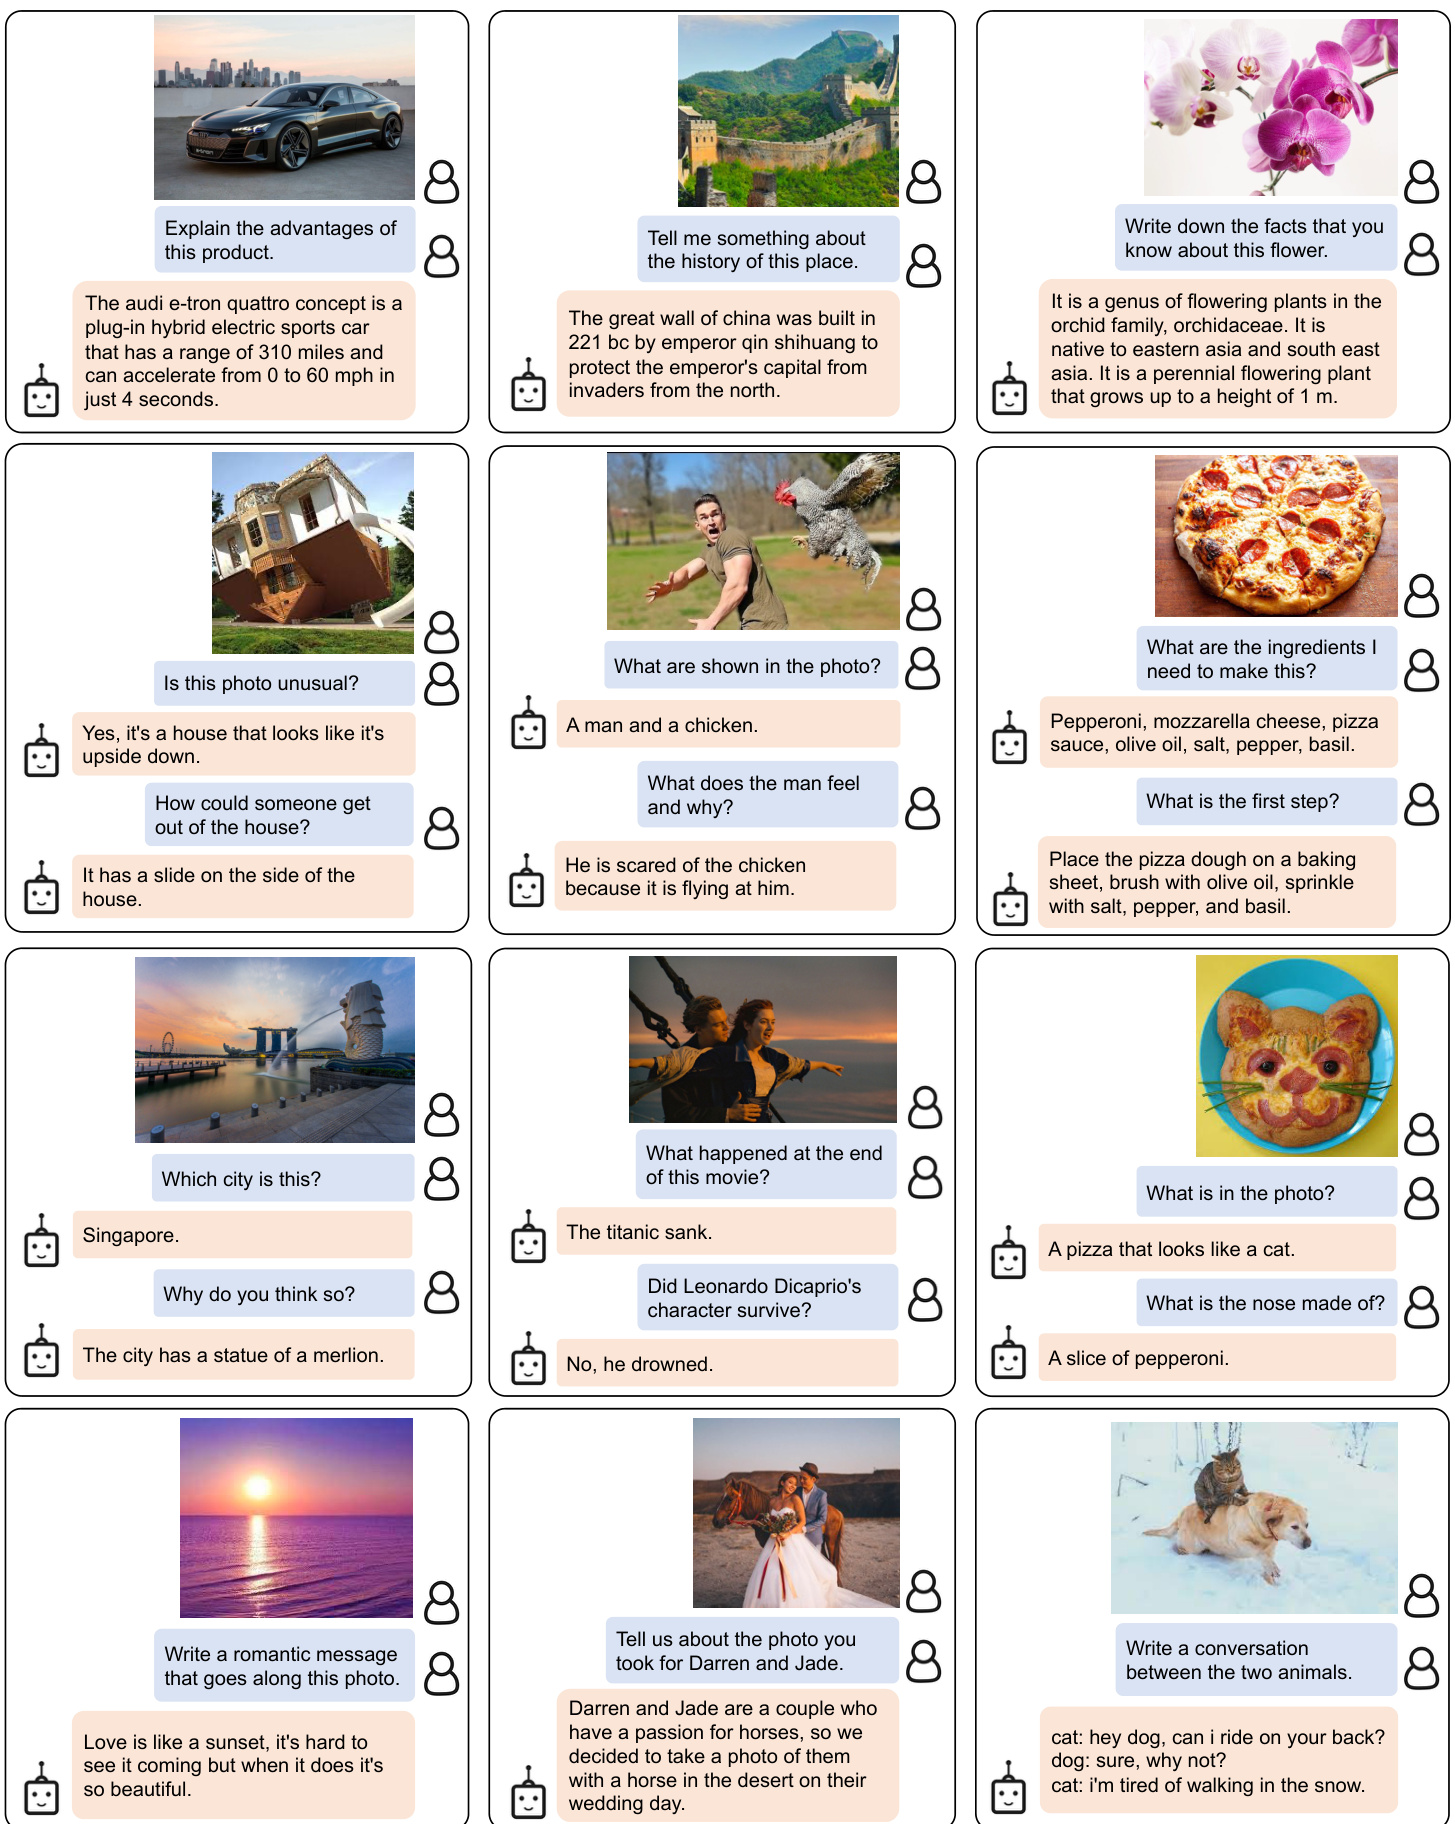 Explain the advantages of
this product.
The audi e-tron quattro concept is a
plug-in hybrid electric sports car
that has a range of 310 miles and
can accelerate from 0 to 60 mph in
just 4 seconds.
Tell me something about
the history of this place.
The great wall of china was built in
221 bc by emperor qin shihuang to
protect the emperor's capital from
invaders from the north.
Write down the facts that you
know about this flower.
It is a genus of flowering plants in the
orchid family, orchidaceae. It is
native to eastern asia and south east
asia. It is a perennial flowering plant
that grows up to a height of 1 m.
Is this photo unusual?
Yes, it's a house that looks like it's
upside down.
How could someone get
out of the house?
It has a slide on the side of the
house.
What are shown in the photo?
A man and a chicken.
What does the man feel
and why?
He is scared of the chicken
because it is flying at him.
What are the ingredients I
need to make this?
Pepperoni, mozzarella cheese, pizza
sauce, olive oil, salt, pepper, basil.
What is the first step?
Place the pizza dough on a baking
sheet, brush with olive oil, sprinkle
with salt, pepper, and basil.
Which city is this?
Singapore.
Why do you think so?
The city has a statue of a merlion.
What happened at the end
of this movie?
The titanic sank.
Did Leonardo Dicaprio's
character survive?
No, he drowned.
What is in the photo?
A pizza that looks like a cat.
What is the nose made of?
A slice of pepperoni.
Write a romantic message
that goes along this photo.
Love is like a sunset, it's hard to
see it coming but when it does it's
so beautiful.
Tell us about the photo you
took for Darren and Jade.
Darren and Jade are a couple who
have a passion for horses, so we
decided to take a photo of them
with a horse in the desert on their
wedding day.
Write a conversation
between the two animals.
cat: hey dog, can i ride on your back?
dog: sure, why not?
cat: i'm tired of walking in the snow.